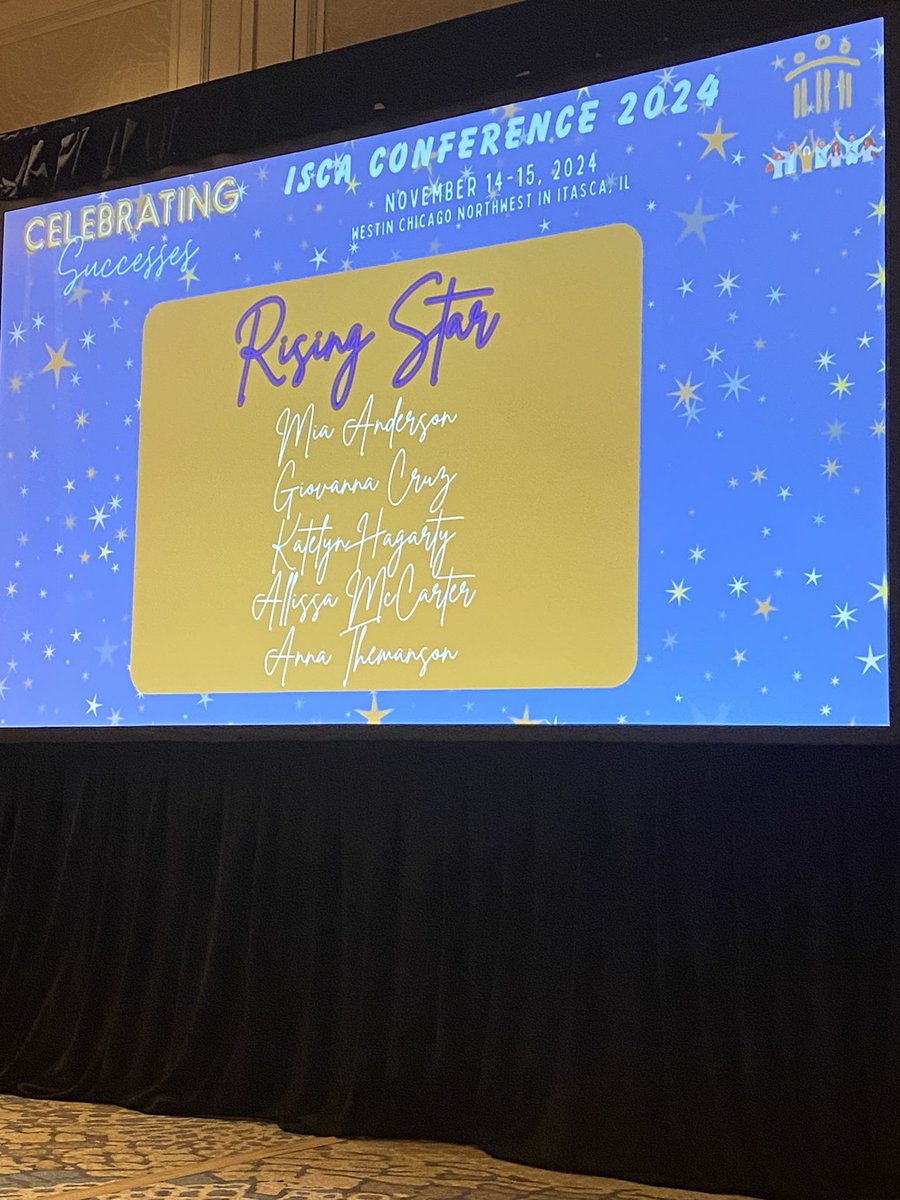 CELEBRATING
Successes
ISCA CONFERENCE 2024
NOVEMBER 14-15, 2024
WESTIN CHICAGO NORTHWEST IN ITASCA, IL
Rising Star
Mia Anderson
Giovanna Cruz
Katelyn Hagarty
Allissa McCarter
Anna Themanson